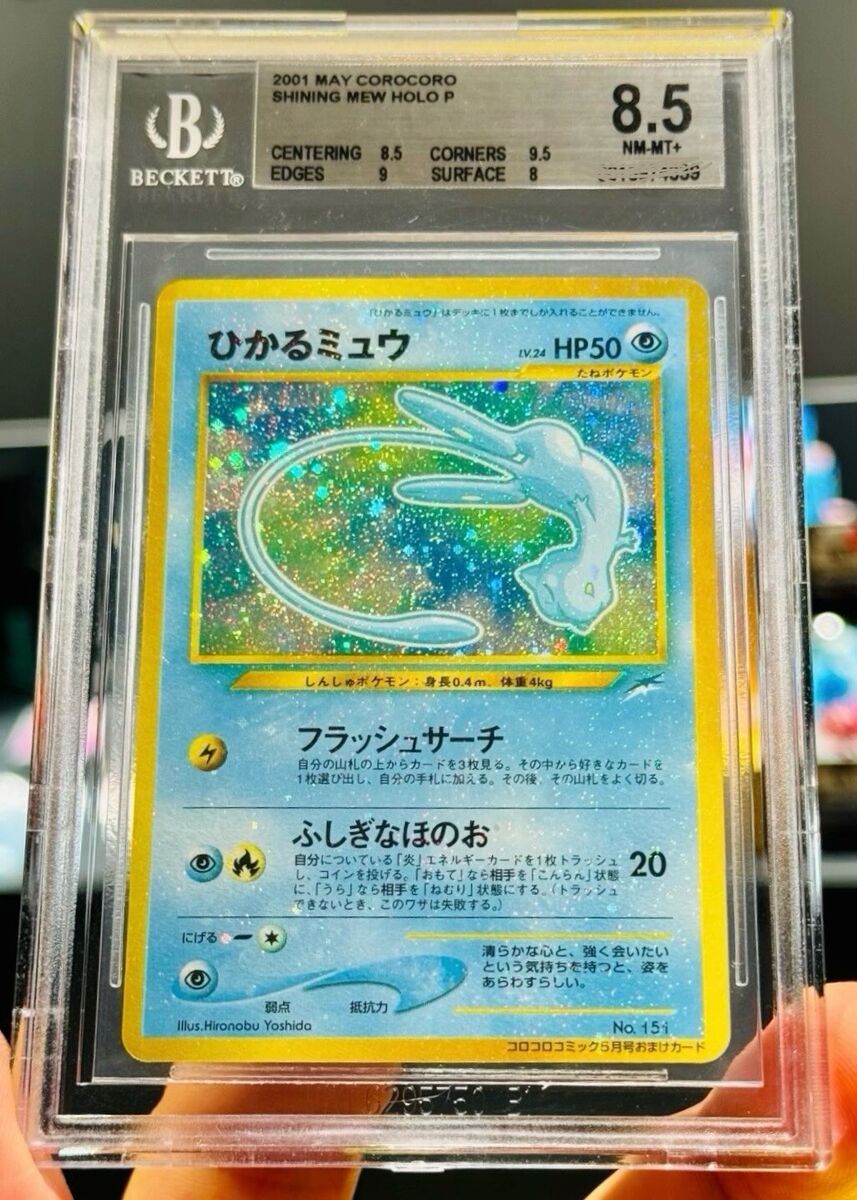 2001 MAY COROCORO
SHINING MEW HOLO P
8.5
NM-MT+
CENTERING 8.5 CORNERS 9.5
EDGES 9 SURFACE 8
B
BECKETT®
「ひかるミュウ」はデッキに1枚までしか入れることができません。
ひかるミュウ
LV.24 HP50
たねポケモン
しんしゅポケモン：身長0.4m、体重4kg
フラッシュサーチ
自分の山札の上からカードを3枚見る。その中から好きなカードを
1枚選び出し、自分の手札に加える。その後、その山札をよく切る。
ふしぎなほのお
20
自分についている「炎」エネルギーカードを1枚トラッシュ
し、コインを投げる。「おもて」なら相手を「こんらん」状態
に、「うら」なら相手を「ねむり」状態にする。（トラッシュ
できないとき、このワザは失敗する。）
にげる
弱点 抵抗力
清らかな心と、強く会いたい
という気持ちを持つと、姿を
あらわすらしい。
Illus.Hironobu Yoshida
No. 151
コロコロコミック5月号おまけカード